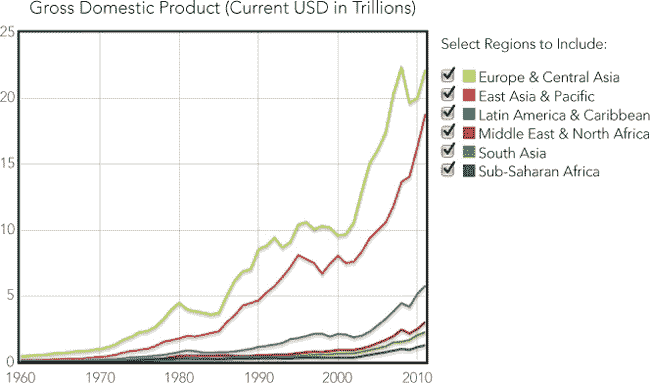 Gross Domestic Product (Current USD in Trillions)
25
20
15
10
5
0
1960 1970 1980 1990 2000 2010
Select Regions to Include:
Europe & Central Asia
East Asia & Pacific
Latin America & Caribbean
Middle East & North Africa
South Asia
Sub-Saharan Africa